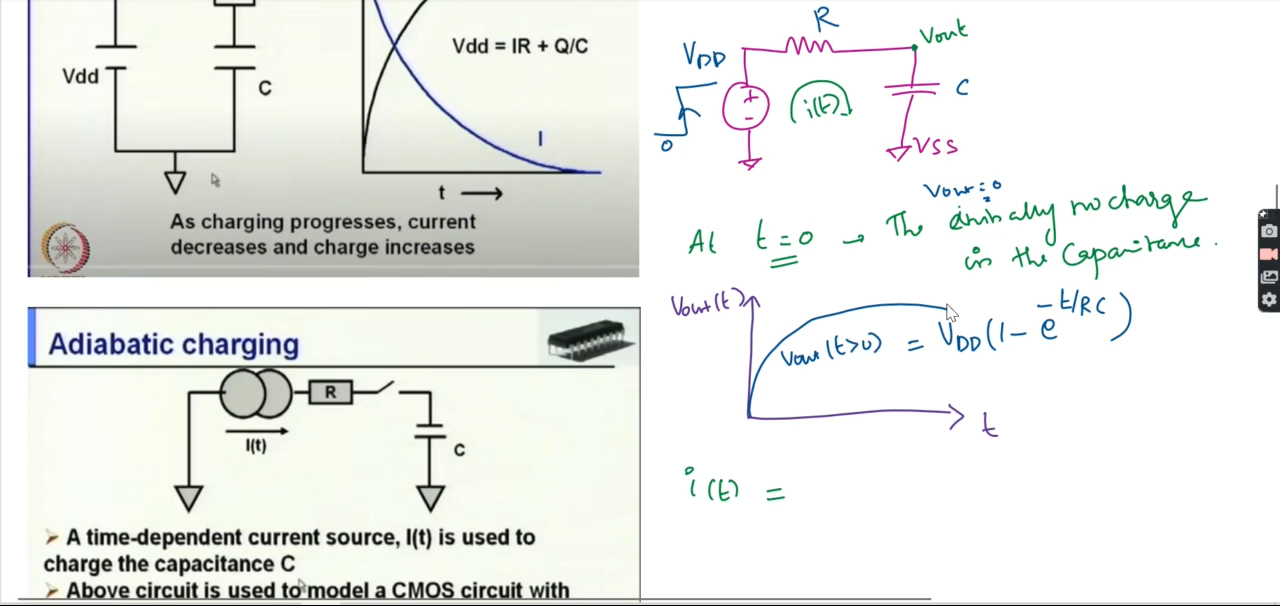 Vdd
C
Vdd = IR + Q/C
I
t
As charging progresses, current
decreases and charge increases
Adiabatic charging
R
I(t)
C
➢ A time-dependent current source, I(t) is used to
charge the capacitance C
➢ Above circuit is used to model a CMOS circuit with
R
Vout
VDD
i(t)
C
0
VSS
Vout = 0
At t = 0 → The initially no charge
in the Capacitance.
Vout(t)
Vout (t>0) = VDD (1 - e^-t/RC)
t
i(t) =